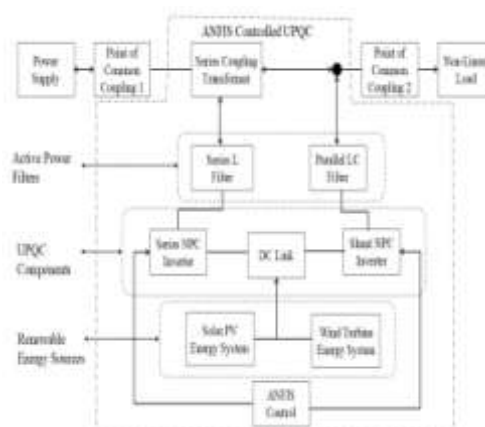 ANFIS Controlled UPQC
Power
Supply
Point of
Common
Coupling 1
Series Coupling
Transformer
Point of
Common
Coupling 2
Non-Linear
Load
Active Power
Filters
Series L
Filter
Parallel LC
Filter
UPQC
Components
Series NPC
Inverter
DC Link
Shunt NPC
Inverter
Renewable
Energy Sources
Solar PV
Energy System
Wind Turbine
Energy System
ANFIS
Control